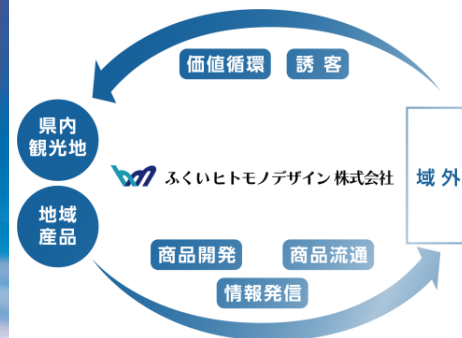 価値循環
誘客
県内
観光地
ふくいヒトモノデザイン株式会社
域外
地域
産品
商品開発
商品流通
情報発信